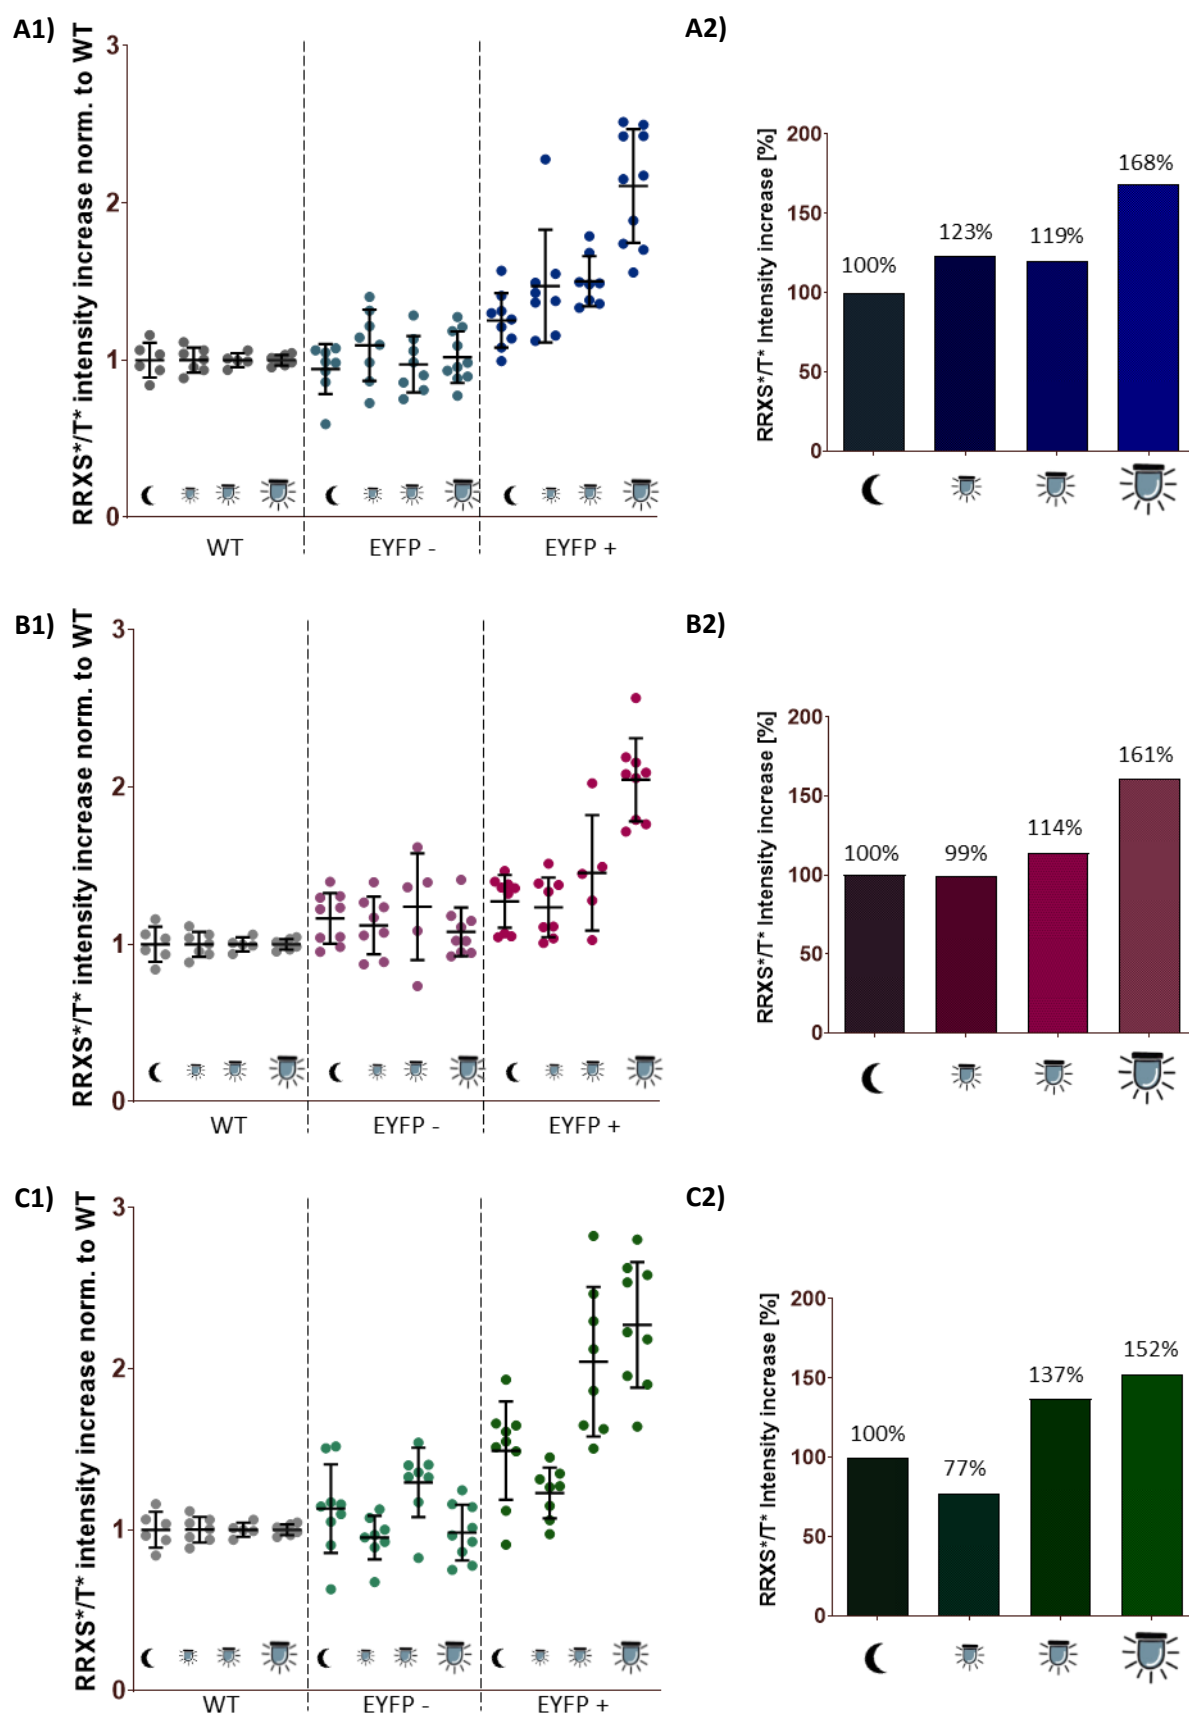 A1)
RRXS*/T* intensity increase norm. to WT
3
2
1
0
WT
EYFP -
EYFP +
A2)
RRXS*/T* Intensity increase [%]
200
150
100
50
0
100%
123%
119%
168%
B1)
RRXS*/T* intensity increase norm. to WT
3
2
1
0
WT
EYFP -
EYFP +
B2)
RRXS*/T* Intensity increase [%]
200
150
100
50
0
100%
99%
114%
161%
C1)
RRXS*/T* intensity increase norm. to WT
3
2
1
0
WT
EYFP -
EYFP +
C2)
RRXS*/T* Intensity increase [%]
200
150
100
50
0
100%
77%
137%
152%